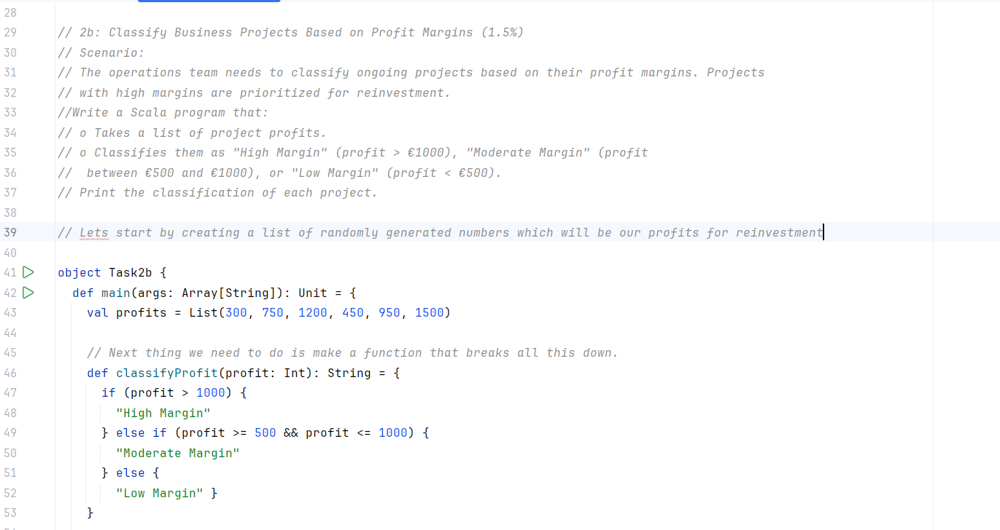 28
29 // 2b: Classify Business Projects Based on Profit Margins (1.5%)
30 // Scenario:
31 // The operations team needs to classify ongoing projects based on their profit margins. Projects
32 // with high margins are prioritized for reinvestment.
33 //Write a Scala program that:
34 // o Takes a list of project profits.
35 // o Classifies them as "High Margin" (profit > €1000), "Moderate Margin" (profit
36 //  between €500 and €1000), or "Low Margin" (profit < €500).
37 // Print the classification of each project.
38
39 // Lets start by creating a list of randomly generated numbers which will be our profits for reinvestment
40
41 object Task2b {
42   def main(args: Array[String]): Unit = {
43     val profits = List(300, 750, 1200, 450, 950, 1500)
44
45     // Next thing we need to do is make a function that breaks all this down.
46     def classifyProfit(profit: Int): String = {
47       if (profit > 1000) {
48         "High Margin"
49       } else if (profit >= 500 && profit <= 1000) {
50         "Moderate Margin"
51       } else {
52         "Low Margin" }
53     }